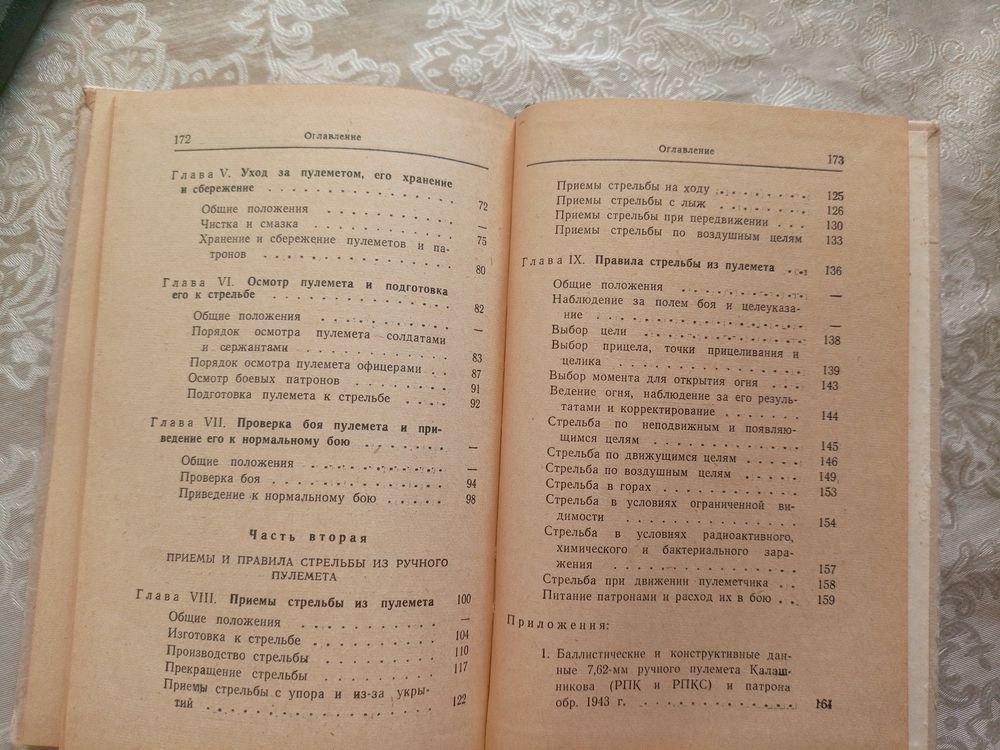 172 Оглавление
Глава V. Уход за пулеметом, его хранение
и сбережение . . . . . . . . . . . . . 72
Общие положения . . . . . . . . . —
Чистка и смазка . . . . . . . . . . 75
Хранение и сбережение пулеметов и па-
тронов . . . . . . . . . . . . . 80
Глава VI. Осмотр пулемета и подготовка
его к стрельбе . . . . . . . . . . . . 82
Общие положения . . . . . . . . . —
Порядок осмотра пулемета солдатами
и сержантами . . . . . . . . . . 83
Порядок осмотра пулемета офицерами . . 87
Осмотр боевых патронов . . . . . . . 91
Подготовка пулемета к стрельбе . . . . 92
Глава VII. Проверка боя пулемета и при-
ведение его к нормальному бою . . . . . . —
Общие положения . . . . . . . . . —
Проверка боя . . . . . . . . . . . 94
Приведение к нормальному бою . . . . . 98
Часть вторая
ПРИЕМЫ И ПРАВИЛА СТРЕЛЬБЫ ИЗ РУЧНОГО
ПУЛЕМЕТА
Глава VIII. Приемы стрельбы из пулемета 100
Общие положения . . . . . . . . . —
Изготовка к стрельбе . . . . . . . . 104
Производство стрельбы . . . . . . . . 110
Прекращение стрельбы . . . . . . . . 117
Приемы стрельбы с упора и из-за укры-
тий . . . . . . . . . . . . . . 122
Оглавление 173
Приемы стрельбы на ходу . . . . . . 125
Приемы стрельбы с лыж . . . . . . . 126
Приемы стрельбы при передвижении . . . 130
Приемы стрельбы по воздушным целям 133
Глава IX. Правила стрельбы из пулемета . . . 136
Общие положения . . . . . . . . . —
Наблюдение за полем боя и целеуказа-
ние . . . . . . . . . . . . . . —
Выбор цели . . . . . . . . . . . . 138
Выбор прицела, точки прицеливания и
целика . . . . . . . . . . . . . 139
Выбор момента для открытия огня . . . 143
Ведение огня, наблюдение за его резуль-
татами и корректирование . . . . . . 144
Стрельба по неподвижным и появляю-
щимся целям . . . . . . . . . . 145
Стрельба по движущимся целям . . . . . 146
Стрельба по воздушным целям . . . . . 149
Стрельба в горах . . . . . . . . . . 153
Стрельба в условиях ограниченной ви-
димости . . . . . . . . . . . . 154
Стрельба в условиях радиоактивного,
химического и бактериального зара-
жения . . . . . . . . . . . . . 157
Стрельба при движении пулеметчика . . 158
Питание патронами и расход их в бою . . 159
Приложения:
1. Баллистические и конструктивные дан-
ные 7,62-мм ручного пулемета Калаш-
никова (РПК и РПКС) и патрона
обр. 1943 г. . . . . . . . . . . . . 161